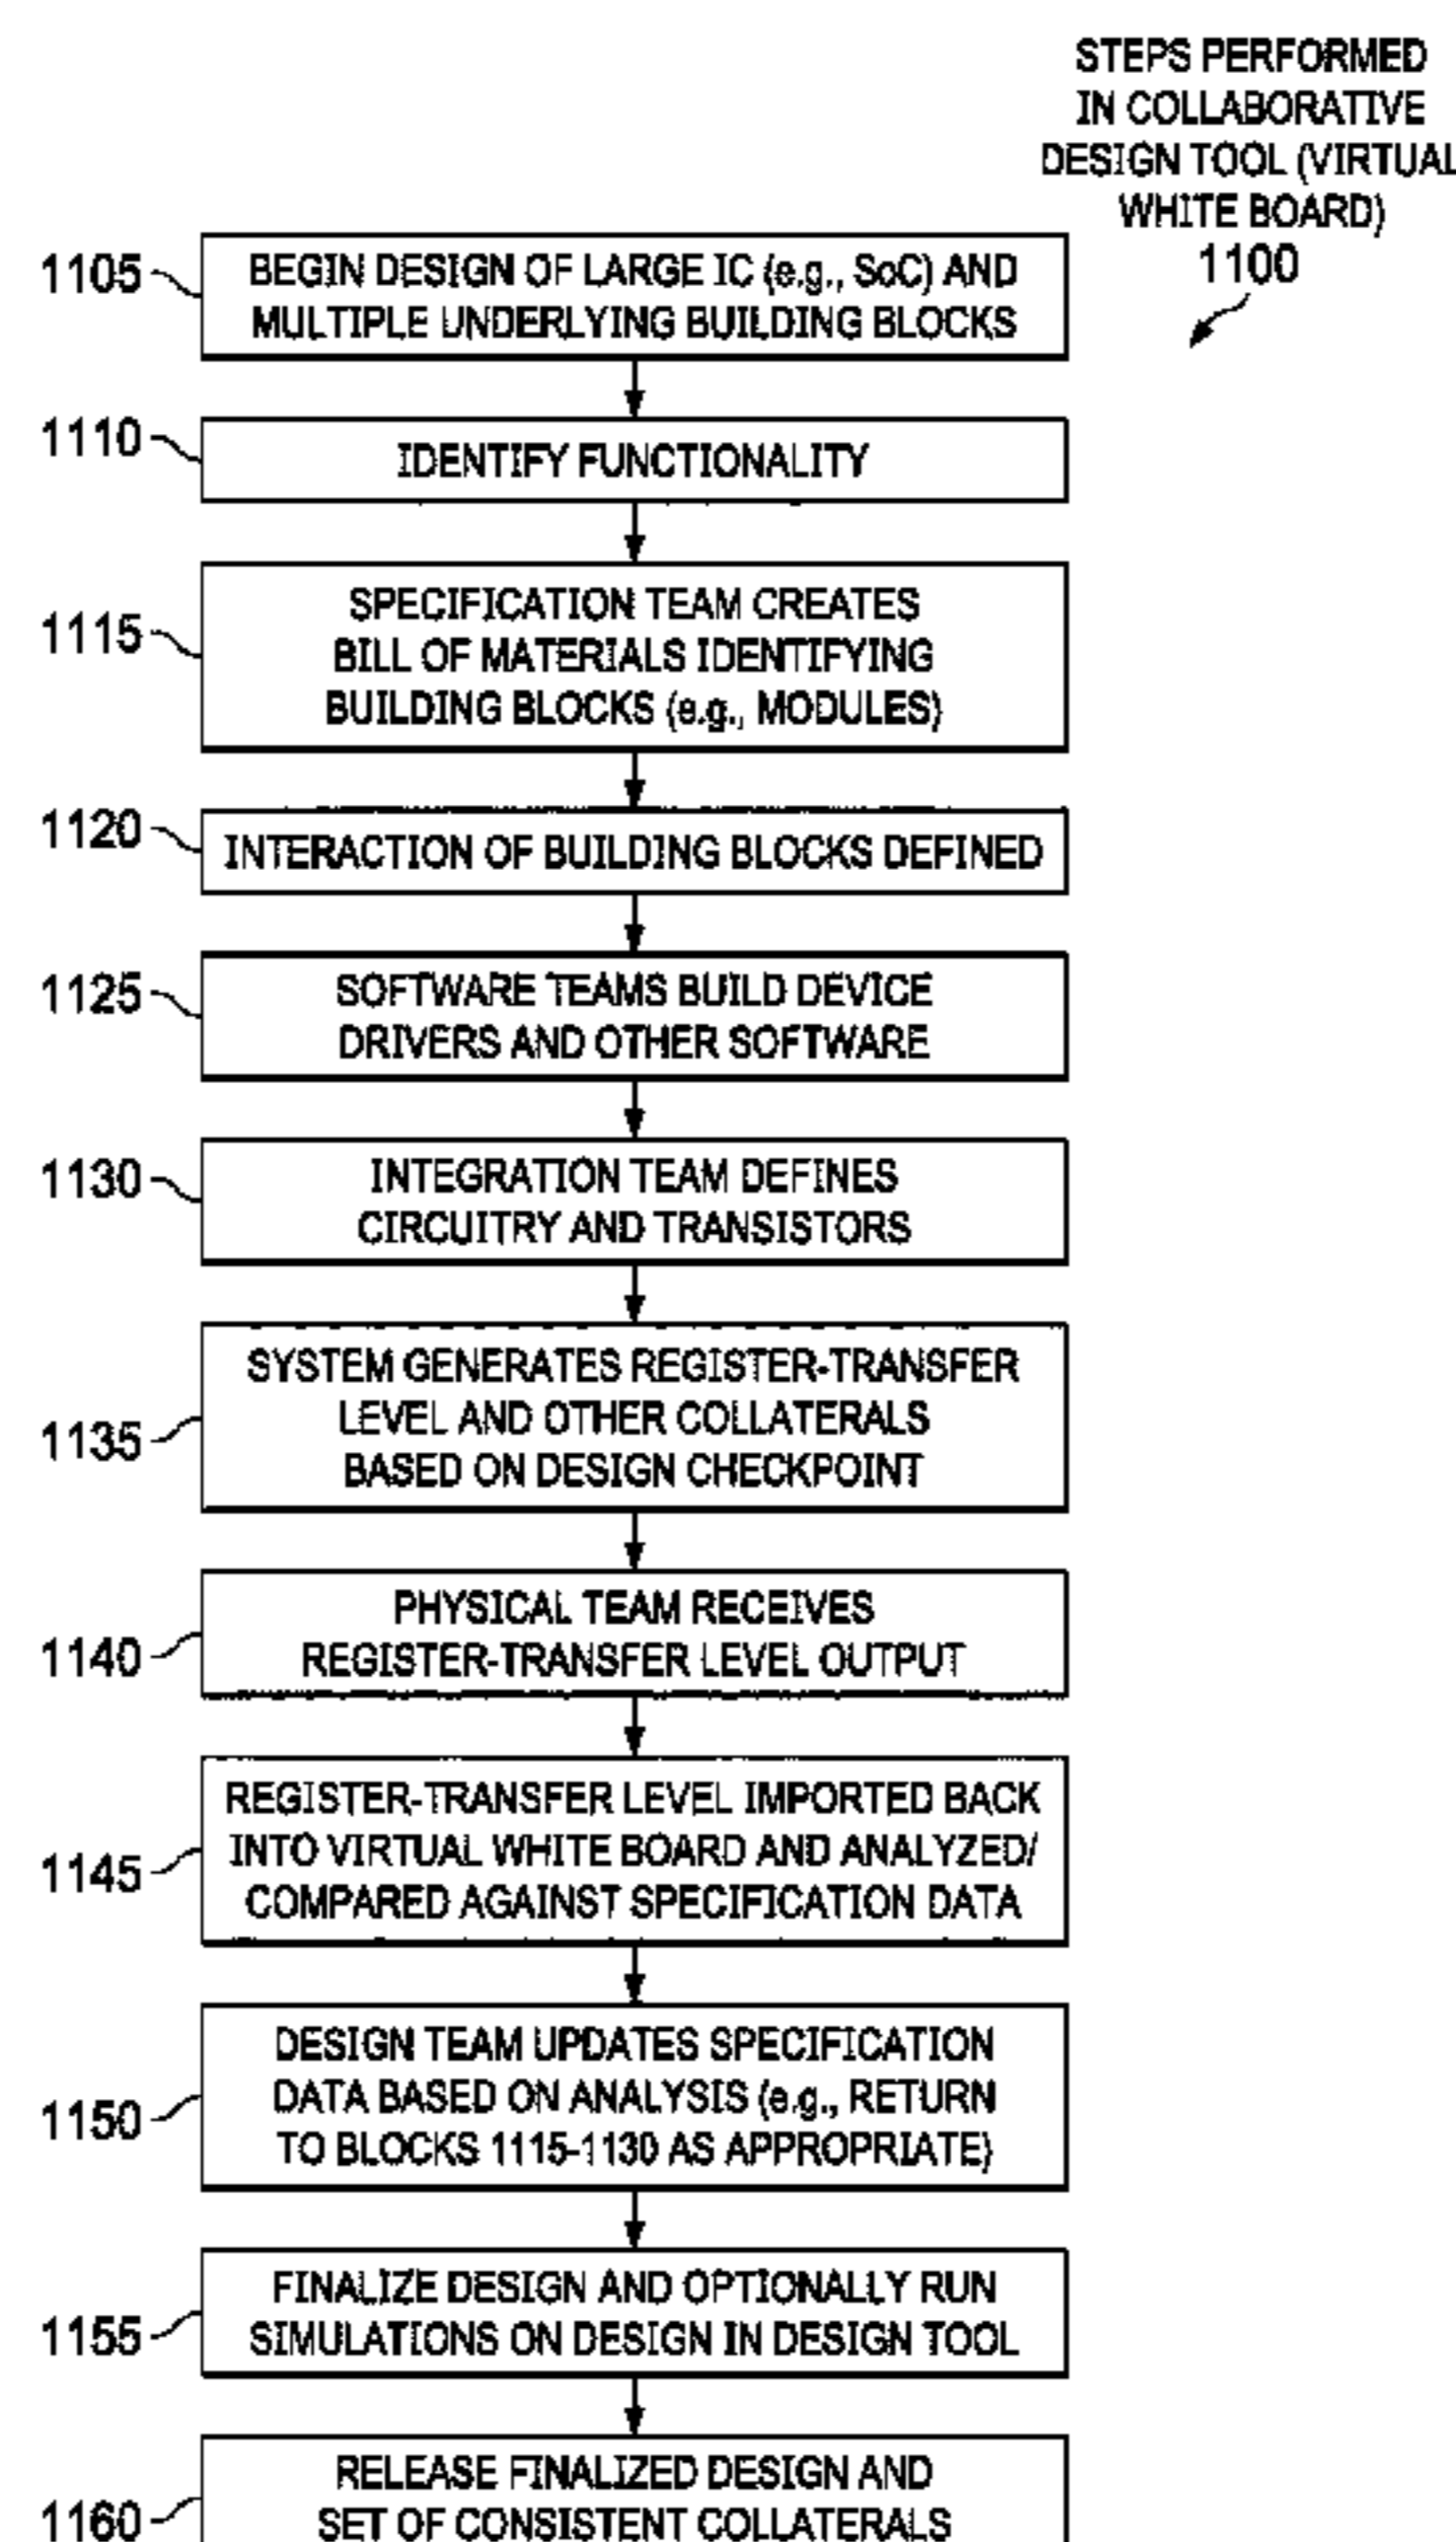 STEPS PERFORMED
IN COLLABORATIVE
DESIGN TOOL (VIRTUAL
WHITE BOARD)
1100
1105
BEGIN DESIGN OF LARGE IC (e.g., SoC) AND
MULTIPLE UNDERLYING BUILDING BLOCKS
1110
IDENTIFY FUNCTIONALITY
1115
SPECIFICATION TEAM CREATES
BILL OF MATERIALS IDENTIFYING
BUILDING BLOCKS (e.g., MODULES)
1120
INTERACTION OF BUILDING BLOCKS DEFINED
1125
SOFTWARE TEAMS BUILD DEVICE
DRIVERS AND OTHER SOFTWARE
1130
INTEGRATION TEAM DEFINES
CIRCUITRY AND TRANSISTORS
1135
SYSTEM GENERATES REGISTER-TRANSFER
LEVEL AND OTHER COLLATERALS
BASED ON DESIGN CHECKPOINT
1140
PHYSICAL TEAM RECEIVES
REGISTER-TRANSFER LEVEL OUTPUT
1145
REGISTER-TRANSFER LEVEL IMPORTED BACK
INTO VIRTUAL WHITE BOARD AND ANALYZED/
COMPARED AGAINST SPECIFICATION DATA
1150
DESIGN TEAM UPDATES SPECIFICATION
DATA BASED ON ANALYSIS (e.g., RETURN
TO BLOCKS 1115-1130 AS APPROPRIATE)
1155
FINALIZE DESIGN AND OPTIONALLY RUN
SIMULATIONS ON DESIGN IN DESIGN TOOL
1160
RELEASE FINALIZED DESIGN AND
SET OF CONSISTENT COLLATERALS